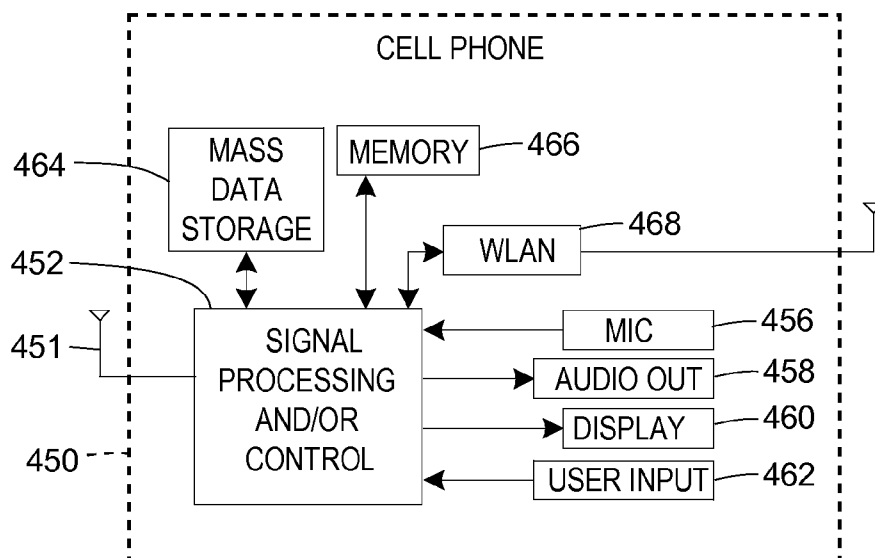 CELL PHONE
464
MASS
DATA
STORAGE
MEMORY
466
468
WLAN
452
451
SIGNAL
PROCESSING
AND/OR
CONTROL
MIC
456
AUDIO OUT
458
DISPLAY
460
450
USER INPUT
462